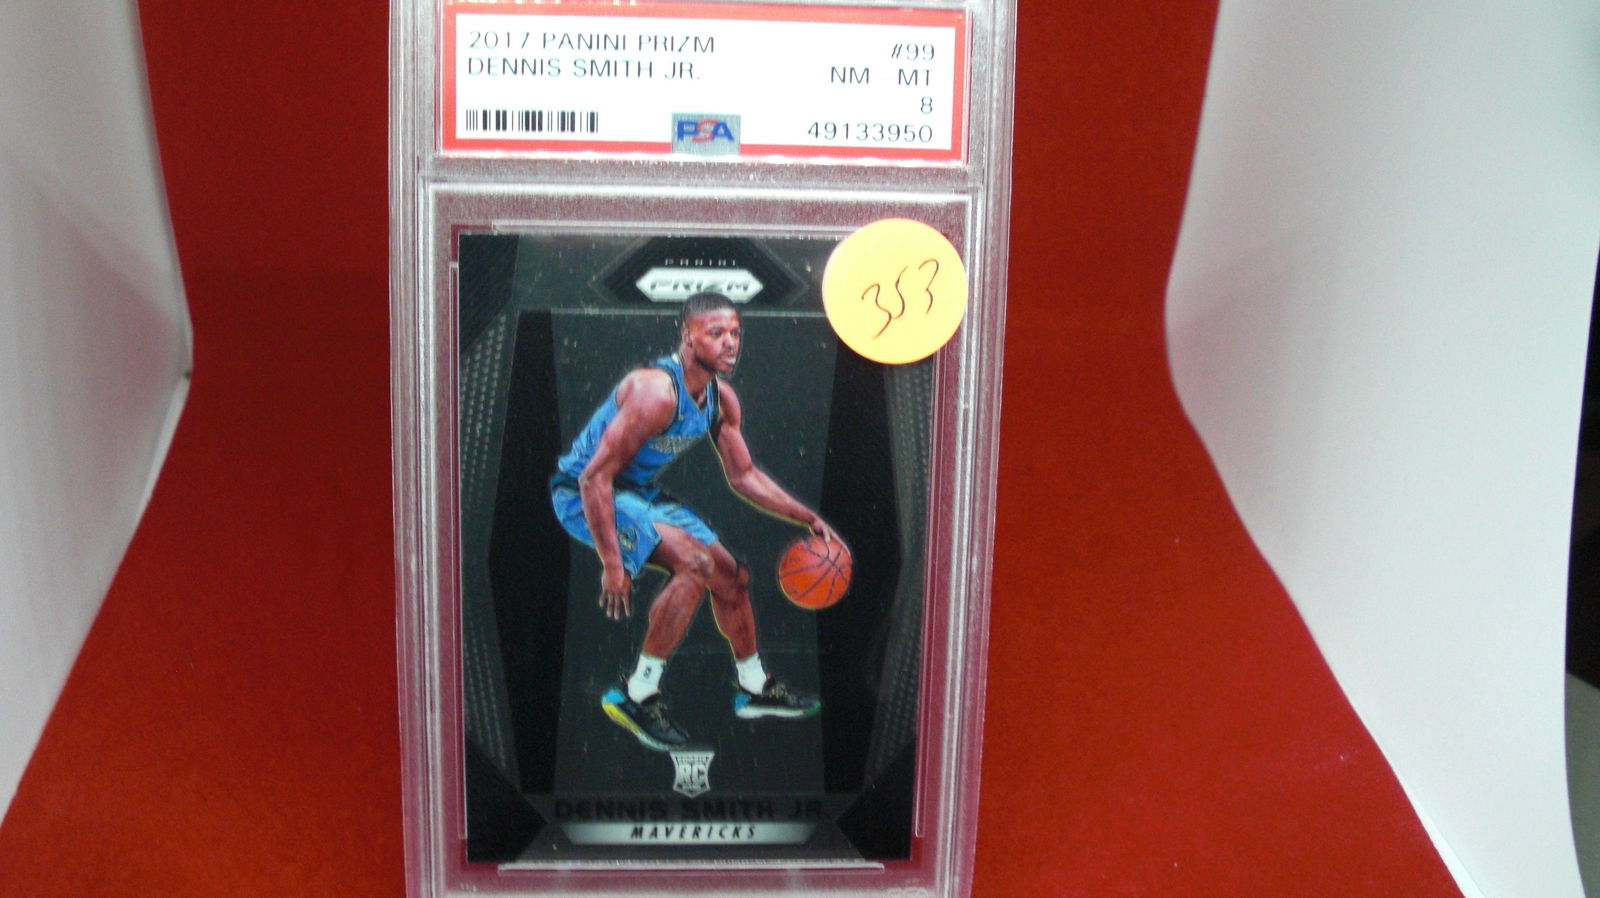 2017 PANINI PRIZM #99
DENNIS SMITH JR. NM MT
8
PSA 49133950
353
PANINI
PRIZM
RC
DENNIS SMITH JR.
MAVERICKS